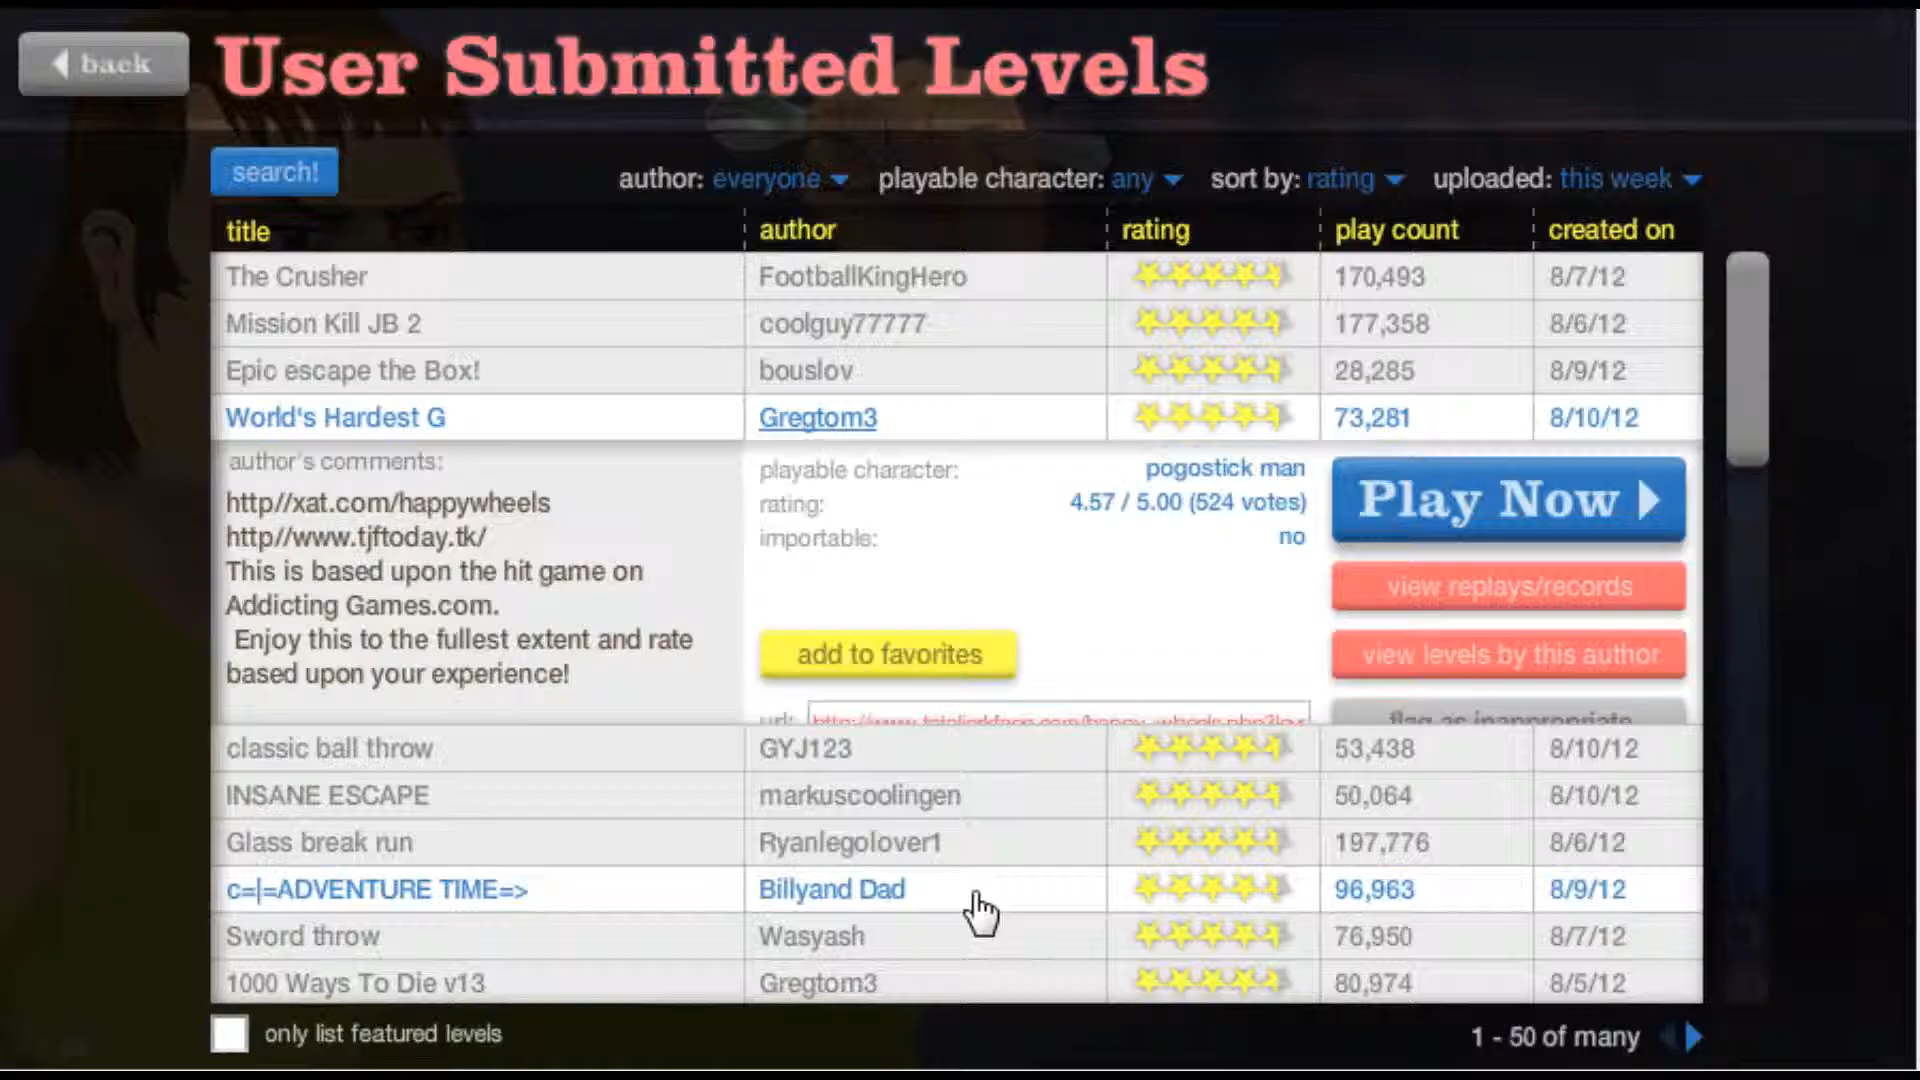 back
User Submitted Levels
search!
author: everyone playable character: any sort by: rating uploaded: this week
title author rating play count created on
The Crusher FootballKingHero 170,493 8/7/12
Mission Kill JB 2 coolguy77777 177,358 8/6/12
Epic escape the Box! bouslov 28,285 8/9/12
World's Hardest G Gregtom3 73,281 8/10/12
author's comments:
http//xat.com/happywheels
http//www.tjftoday.tk/
This is based upon the hit game on
Addicting Games.com.
Enjoy this to the fullest extent and rate
based upon your experience!
playable character: pogostick man
rating: 4.57 / 5.00 (524 votes)
importable: no
add to favorites
url:
Play Now
view replays/records
view levels by this author
flag as inappropriate
classic ball throw GYJ123 53,438 8/10/12
INSANE ESCAPE markuscoolingen 50,064 8/10/12
Glass break run Ryanlegolover1 197,776 8/6/12
c=|=ADVENTURE TIME=> Billyand Dad 96,963 8/9/12
Sword throw Wasyash 76,950 8/7/12
1000 Ways To Die v13 Gregtom3 80,974 8/5/12
only list featured levels
1 - 50 of many